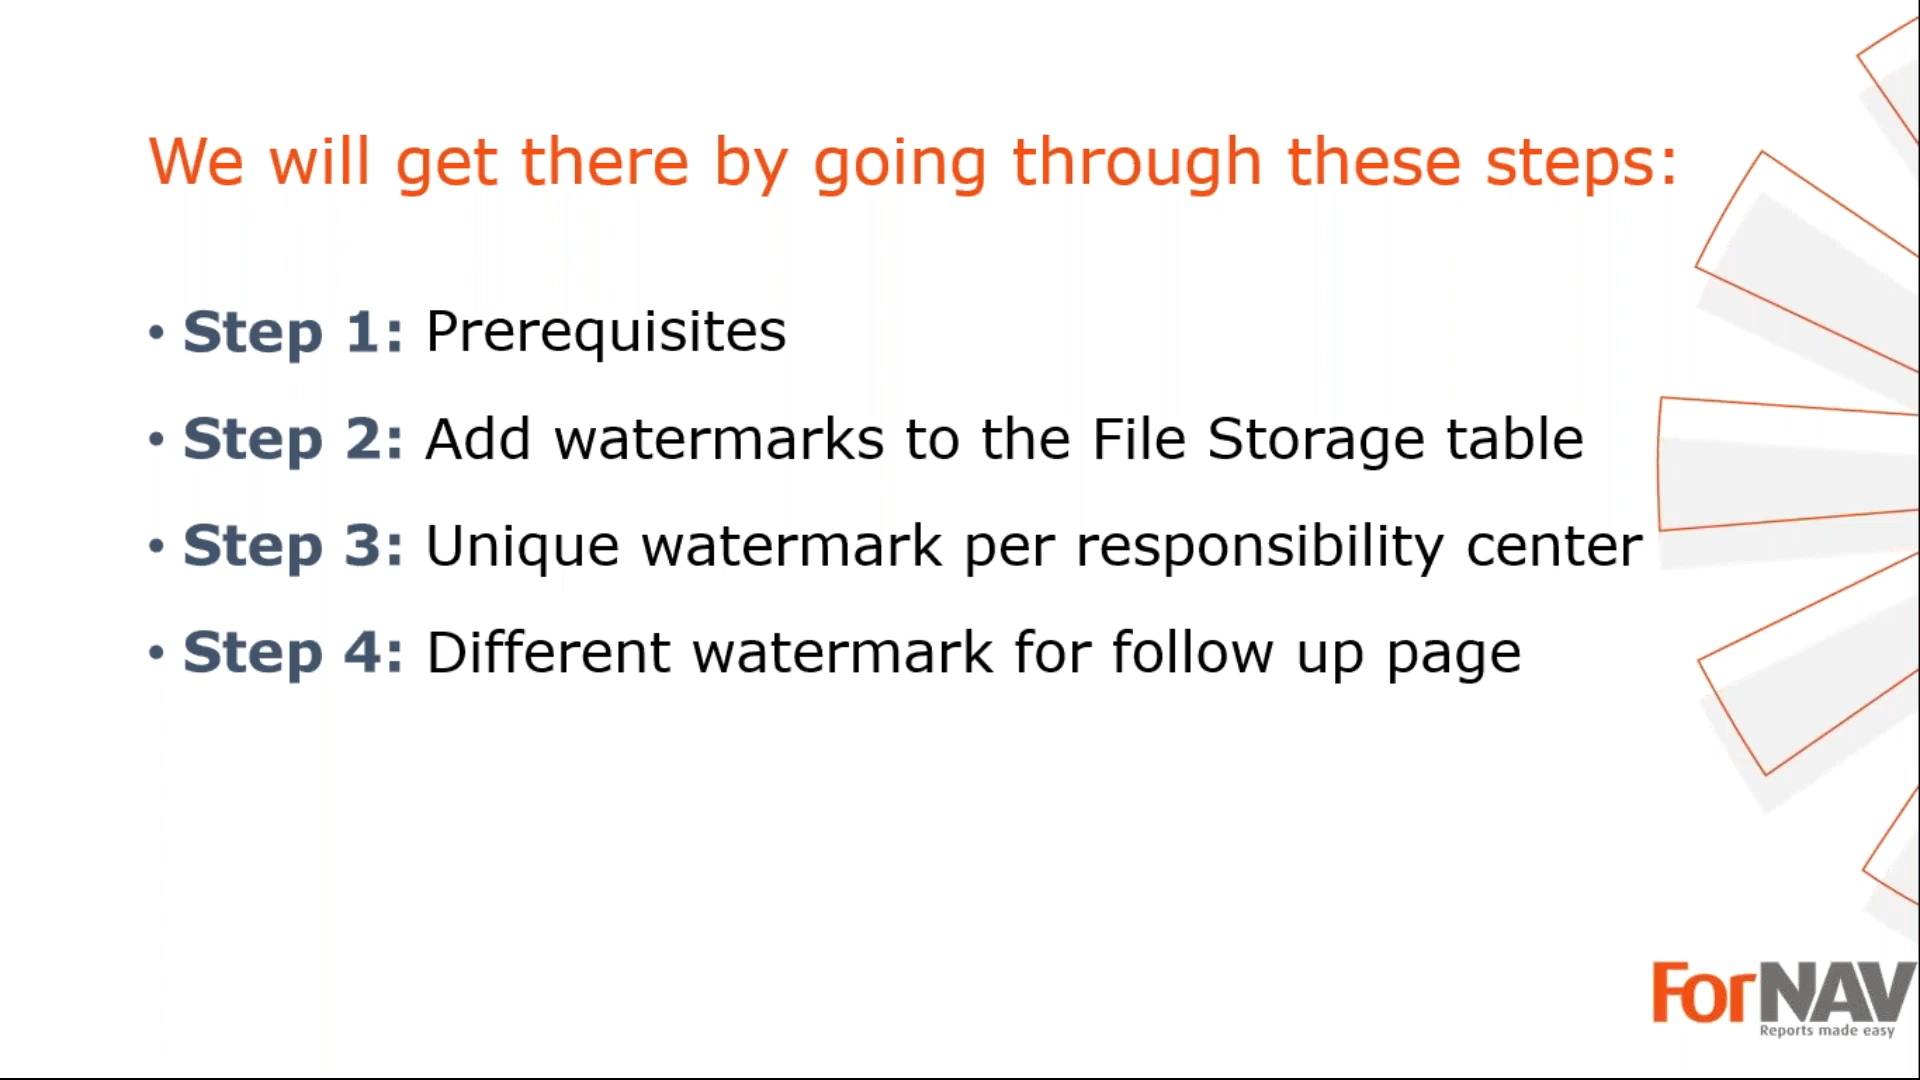 We will get there by going through these steps:
• Step 1: Prerequisites
• Step 2: Add watermarks to the File Storage table
• Step 3: Unique watermark per responsibility center
• Step 4: Different watermark for follow up page
ForNAV
Reports made easy